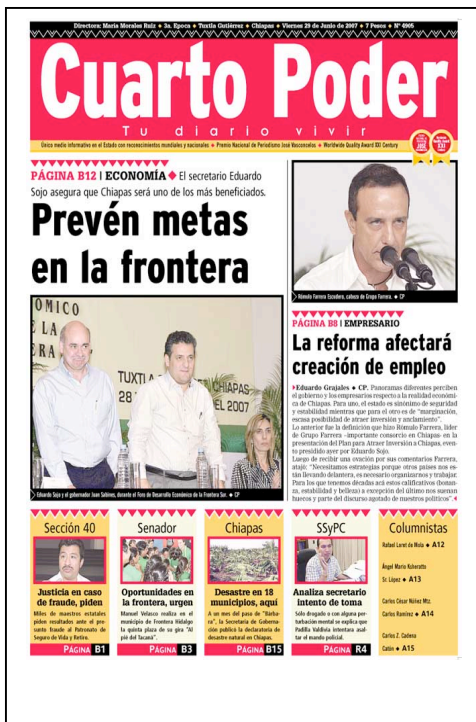 Directora: María Morales Ruiz ◆ 3a. Epoca ◆ Tuxtla Gutiérrez ◆ Chiapas ◆ Viernes 29 de Junio de 2007 ◆ 7 Pesos ◆ Nº 4905
Cuarto Poder
Tu diario vivir
Unico medio informativo en el Estado con reconocimientos mundiales y nacionales ◆ Premio Nacional de Periodismo José Vasconcelos ◆ Worldwide Quality Award XXI Century
JOSÉ
XXI
PÁGINA B12 | ECONOMÍA ◆ El secretario Eduardo
Sojo asegura que Chiapas será uno de los más beneficiados.
Prevén metas
en la frontera
ÓMICO
E LA
ERA
TUXTLA CHIAPAS
28 DEL 2007
Eduardo Sojo y el gobernador Juan Sabines, durante el Foro de Desarrollo Económico de la Frontera Sur. ◆ CP
Rómulo Farrera Escudero, cabeza de Grupo Farrera. ◆ CP
PÁGINA B8 | EMPRESARIO
La reforma afectará
creación de empleo
Eduardo Grajales ◆ CP. Panoramas diferentes perciben
el gobierno y los empresarios respecto a la realidad económi-
ca de Chiapas. Para uno, el estado es sinónimo de seguridad
y estabilidad mientras que para el otro es de "marginación,
escasa posibilidad de atraer inversión y anclamiento".
Lo anterior fue la definición que hizo Rómulo Farrera, líder
de Grupo Farrera -importante consorcio en Chiapas- en la
presentación del Plan para Atraer Inversión a Chiapas, even-
to presidido ayer por Eduardo Sojo.
Luego de recibir una ovación por sus comentarios Farrera,
atajó: "Necesitamos estrategias porque otros países nos es-
tán llevando delantera, es necesario organizarnos y trabajar.
Para los que tenemos décadas acá estos calificativos (bonan-
za, estabilidad y belleza) a excepción del último nos suenan
huecos y parte del discurso agotado de nuestros políticos".
Sección 40
Justicia en caso
de fraude, piden
Miles de maestros estatales
piden resultados ante el pre-
sunto fraude al Patronato de
Seguro de Vida y Retiro.
PÁGINA B1
Senador
Oportunidades en
la frontera, urgen
Manuel Velasco realiza en el
municipio de Frontera Hidalgo
la quinta plaza de su gira "Al
pié del Tacaná".
PÁGINA B3
Chiapas
Desastre en 18
municipios, aquí
A un mes del paso de "Bárba-
ra", la Secretaría de Goberna-
ción publicó la declaratoria de
desastre natural en Chiapas.
PÁGINA B15
SSyPC
Analiza secretario
intento de toma
Sólo drogado o con alguna per-
turbación mental se explica que
Padilla Valdivia intentara asal-
tar el mando policial.
PÁGINA R4
Columnistas
Rafael Loret de Mola ◆ A12
Ángel Mario Ksheratto
Sr. López ◆ A13
Carlos César Núñez Mtz.
Carlos Ramírez ◆ A14
Carlos Z. Cadena
Catón ◆ A15